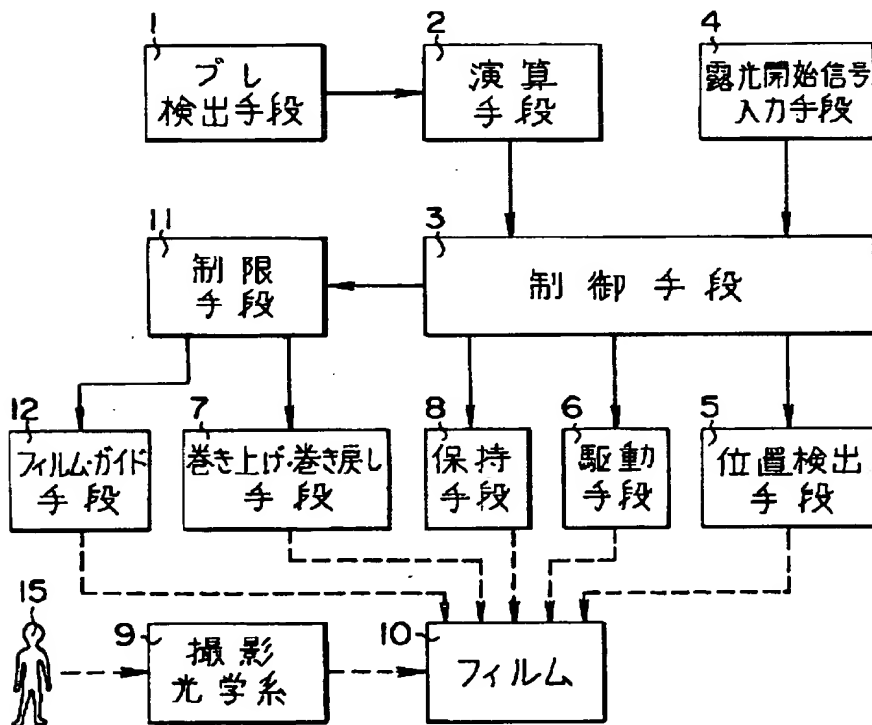 1
ブレ
検出手段
2
演算
手段
4
露光開始信号
入力手段
11
制限
手段
3
制御手段
12
フィルム・ガイド
手段
7
巻き上げ・巻き戻し
手段
8
保持
手段
6
駆動
手段
5
位置検出
手段
15
9
撮影
光学系
10
フィルム